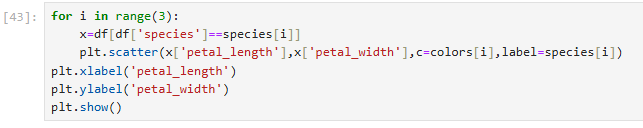 [43]: for i in range(3):
    x=df[df['species']==species[i]]
    plt.scatter(x['petal_length'],x['petal_width'],c=colors[i],label=species[i])
plt.xlabel('petal_length')
plt.ylabel('petal_width')
plt.show()